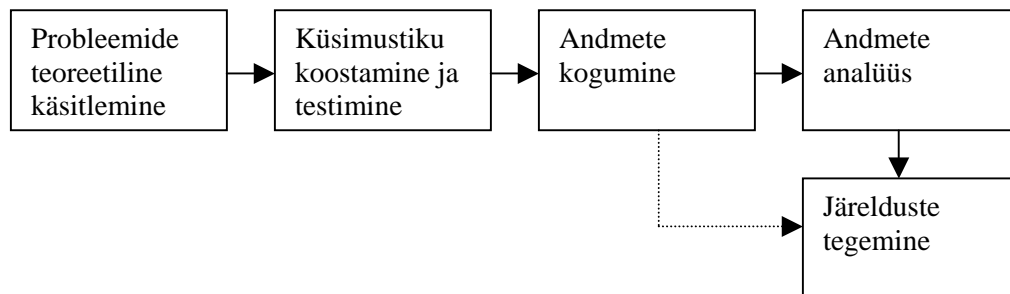 Probleemide
teoreetiline
käsitlemine
Küsimustiku
koostamine ja
testimine
Andmete
kogumine
Andmete
analüüs
Järelduste
tegemine